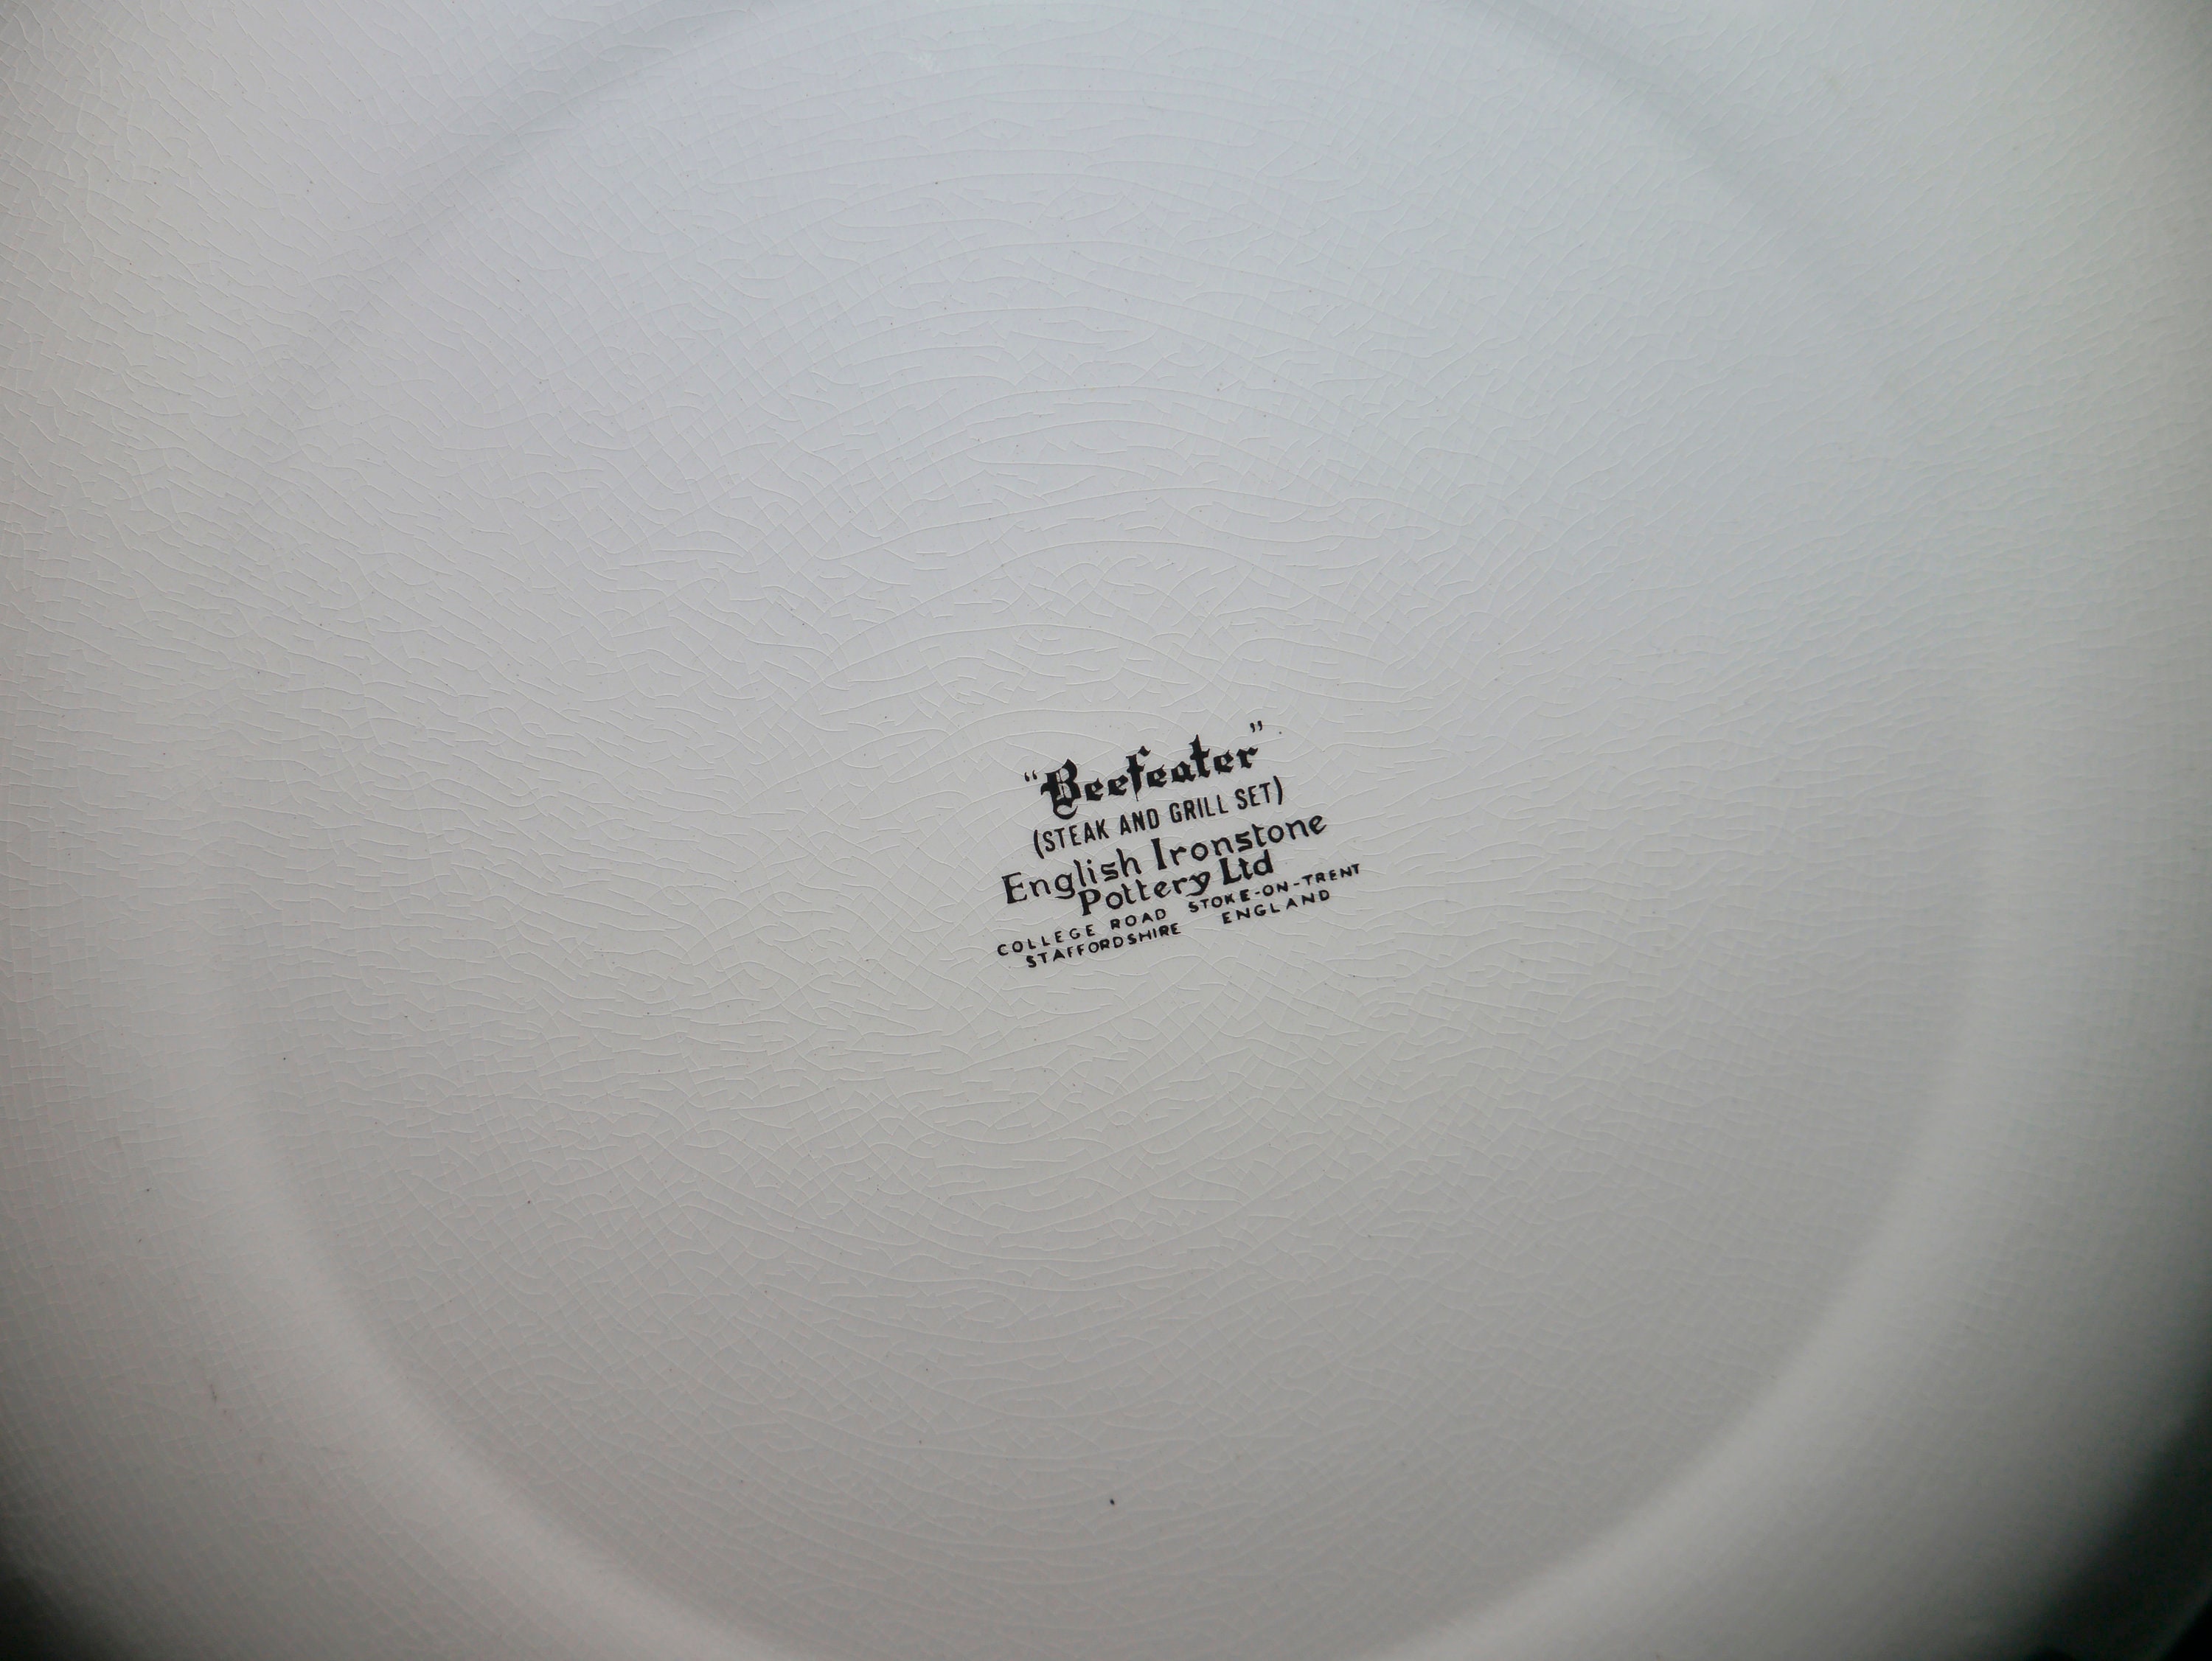 “Beefeater”
(STEAK AND GRILL SET)
English Ironstone
Pottery Ltd
COLLEGE ROAD STOKE-ON-TRENT
STAFFORDSHIRE ENGLAND